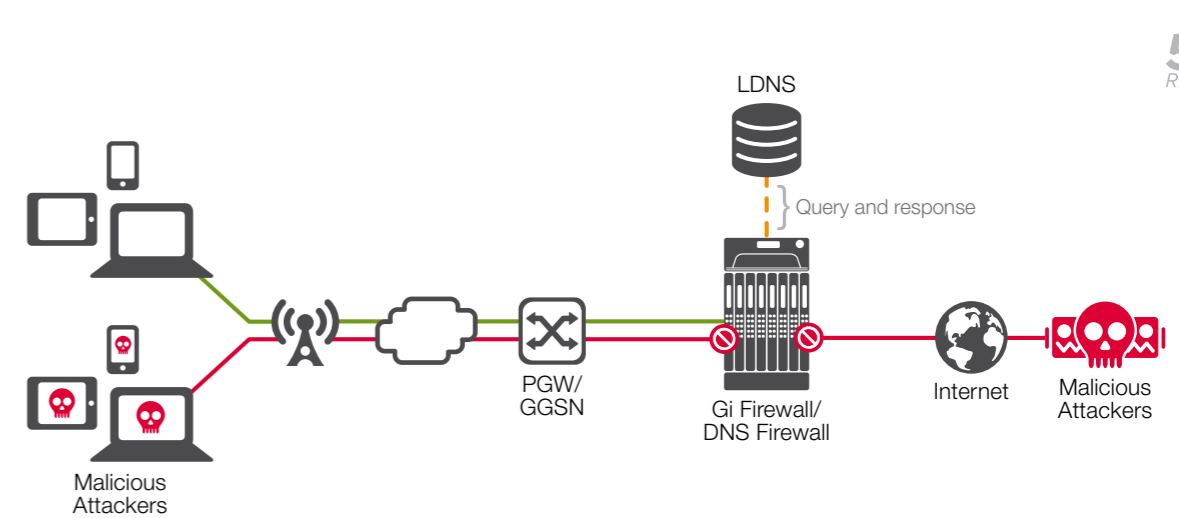 LDNS
Query and response
PGW/
GGSN
Gi Firewall/
DNS Firewall
Internet
Malicious
Attackers
Malicious
Attackers